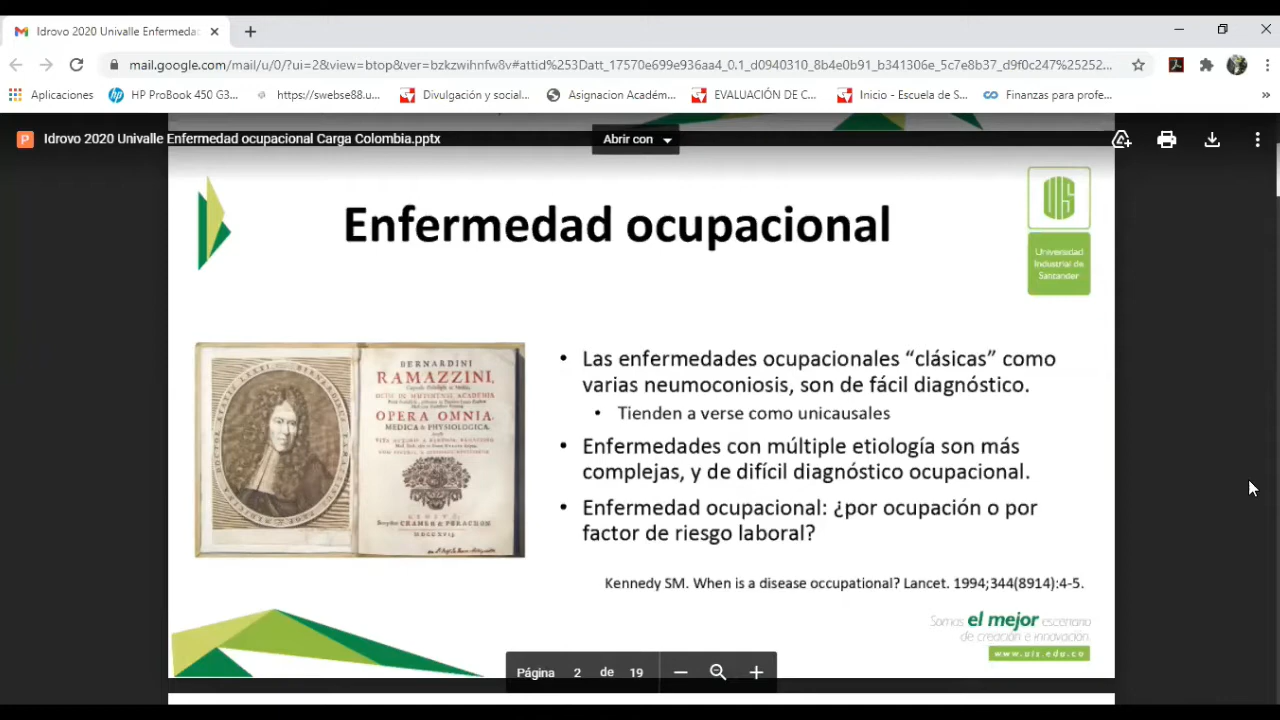 Idrovo 2020 Univalle Enfermeda
mail.google.com/mail/u/0/?ui=2&view=btop&ver=bzkzwihnfw8v#attid%253Datt_17570e699e936aa4_0.1_d0940310_8b4e0b91_b341306e_5c7e8b37_d9f0c247%25252...
Aplicaciones HP ProBook 450 G3... https://swebse88.u... Divulgación y social... Asignacion Académ... EVALUACIÓN DE C... Inicio - Escuela de S... Finanzas para profe... »
P Idrovo 2020 Univalle Enfermedad ocupacional Carga Colombia.pptx Abrir con
Enfermedad ocupacional
UIS
Universidad
Industrial de
Santander
BERNARDINI
RAMAZZINI,
OPERA OMNIA,
MEDICA & PHYSIOLOGICA.
• Las enfermedades ocupacionales “clásicas” como
varias neumoconiosis, son de fácil diagnóstico.
• Tienden a verse como unicausales
• Enfermedades con múltiple etiología son más
complejas, y de difícil diagnóstico ocupacional.
• Enfermedad ocupacional: ¿por ocupación o por
factor de riesgo laboral?
Kennedy SM. When is a disease occupational? Lancet. 1994;344(8914):4-5.
Somos el mejor escenario
de creación e innovación.
www.uis.edu.co
Página 2 de 19